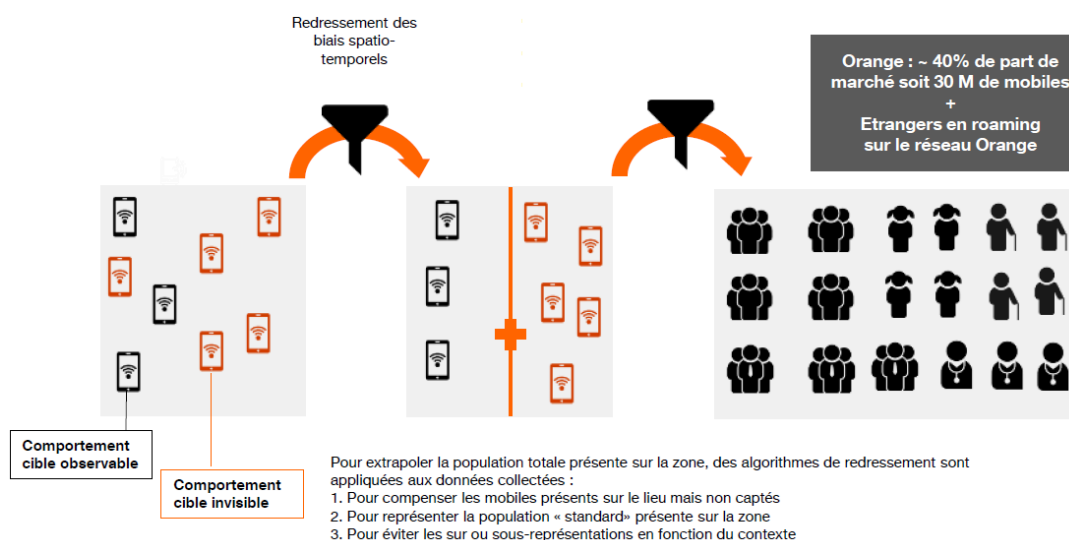 Redressement des
biais spatio-
temporels
Orange : ~ 40% de part de
marché soit 30 M de mobiles
+
Etrangers en roaming
sur le réseau Orange
Comportement
cible observable
Comportement
cible invisible
Pour extrapoler la population totale présente sur la zone, des algorithmes de redressement sont
appliquées aux données collectées :
1. Pour compenser les mobiles présents sur le lieu mais non captés
2. Pour représenter la population « standard» présente sur la zone
3. Pour éviter les sur ou sous-représentations en fonction du contexte